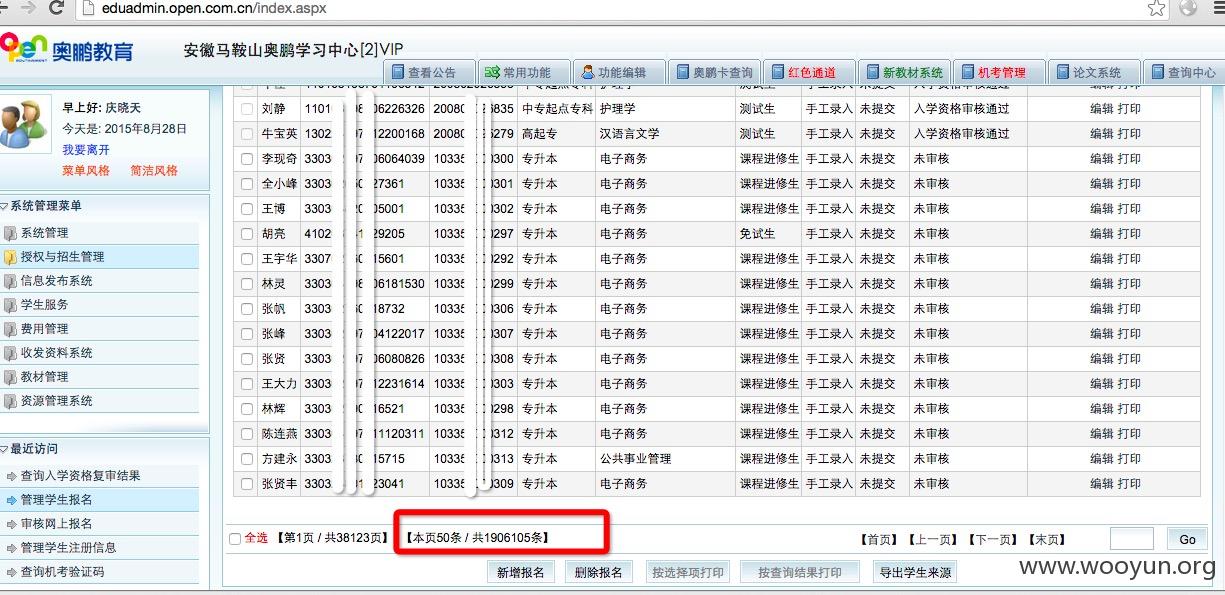 eduadmin.open.com.cn/index.aspx
Open 奥鹏教育
安徽马鞍山奥鹏学习中心[2]VIP
查看公告 常用功能 功能编辑 奥鹏卡查询 红色通道 新教材系统 机考管理 论文系统 查询中心
早上好: 庆晓天
今天是: 2015年8月28日
我要离开
菜单风格 简洁风格
系统管理菜单
系统管理
授权与招生管理
信息发布系统
学生服务
费用管理
收发资料系统
教材管理
资源管理系统
最近访问
查询入学资格复审结果
管理学生报名
审核网上报名
管理学生注册信息
查询机考验证码
刘静 1101 06226326 20080 6835 中专起点专科 护理学 测试生 手工录入 未提交 入学资格审核通过 编辑 打印
牛宝英 1302 12200168 20080 6279 高起专 汉语言文学 测试生 手工录入 未提交 入学资格审核通过 编辑 打印
李现奇 3303 06064039 10335 0300 专升本 电子商务 课程进修生 手工录入 未提交 未审核 编辑 打印
全小峰 3303 27361 10335 0301 专升本 电子商务 课程进修生 手工录入 未提交 未审核 编辑 打印
王博 3303 05001 10335 0302 专升本 电子商务 课程进修生 手工录入 未提交 未审核 编辑 打印
胡亮 4102 29205 10335 0297 专升本 电子商务 免试生 手工录入 未提交 未审核 编辑 打印
王宇华 3307 15601 10335 0292 专升本 电子商务 课程进修生 手工录入 未提交 未审核 编辑 打印
林灵 3303 06181530 10335 0299 专升本 电子商务 课程进修生 手工录入 未提交 未审核 编辑 打印
张帆 3303 18732 10335 0306 专升本 电子商务 课程进修生 手工录入 未提交 未审核 编辑 打印
张峰 3303 04122017 10335 0307 专升本 电子商务 课程进修生 手工录入 未提交 未审核 编辑 打印
张贤 3303 06080826 10335 0308 专升本 电子商务 课程进修生 手工录入 未提交 未审核 编辑 打印
王大力 3303 12231614 10335 0303 专升本 电子商务 课程进修生 手工录入 未提交 未审核 编辑 打印
林辉 3303 16521 10335 0298 专升本 电子商务 课程进修生 手工录入 未提交 未审核 编辑 打印
陈连燕 3303 11120311 10335 0312 专升本 电子商务 课程进修生 手工录入 未提交 未审核 编辑 打印
方建永 3303 15715 10335 0313 专升本 公共事业管理 课程进修生 手工录入 未提交 未审核 编辑 打印
张贤丰 3303 23041 10335 0309 专升本 电子商务 课程进修生 手工录入 未提交 未审核 编辑 打印
全选 【第1页 / 共38123页】 【本页50条 / 共1906105条】 【首页】 【上一页】 【下一页】 【末页】 Go
新增报名 删除报名 按选择项打印 按查询结果打印 导出学生来源
www.wooyun.org